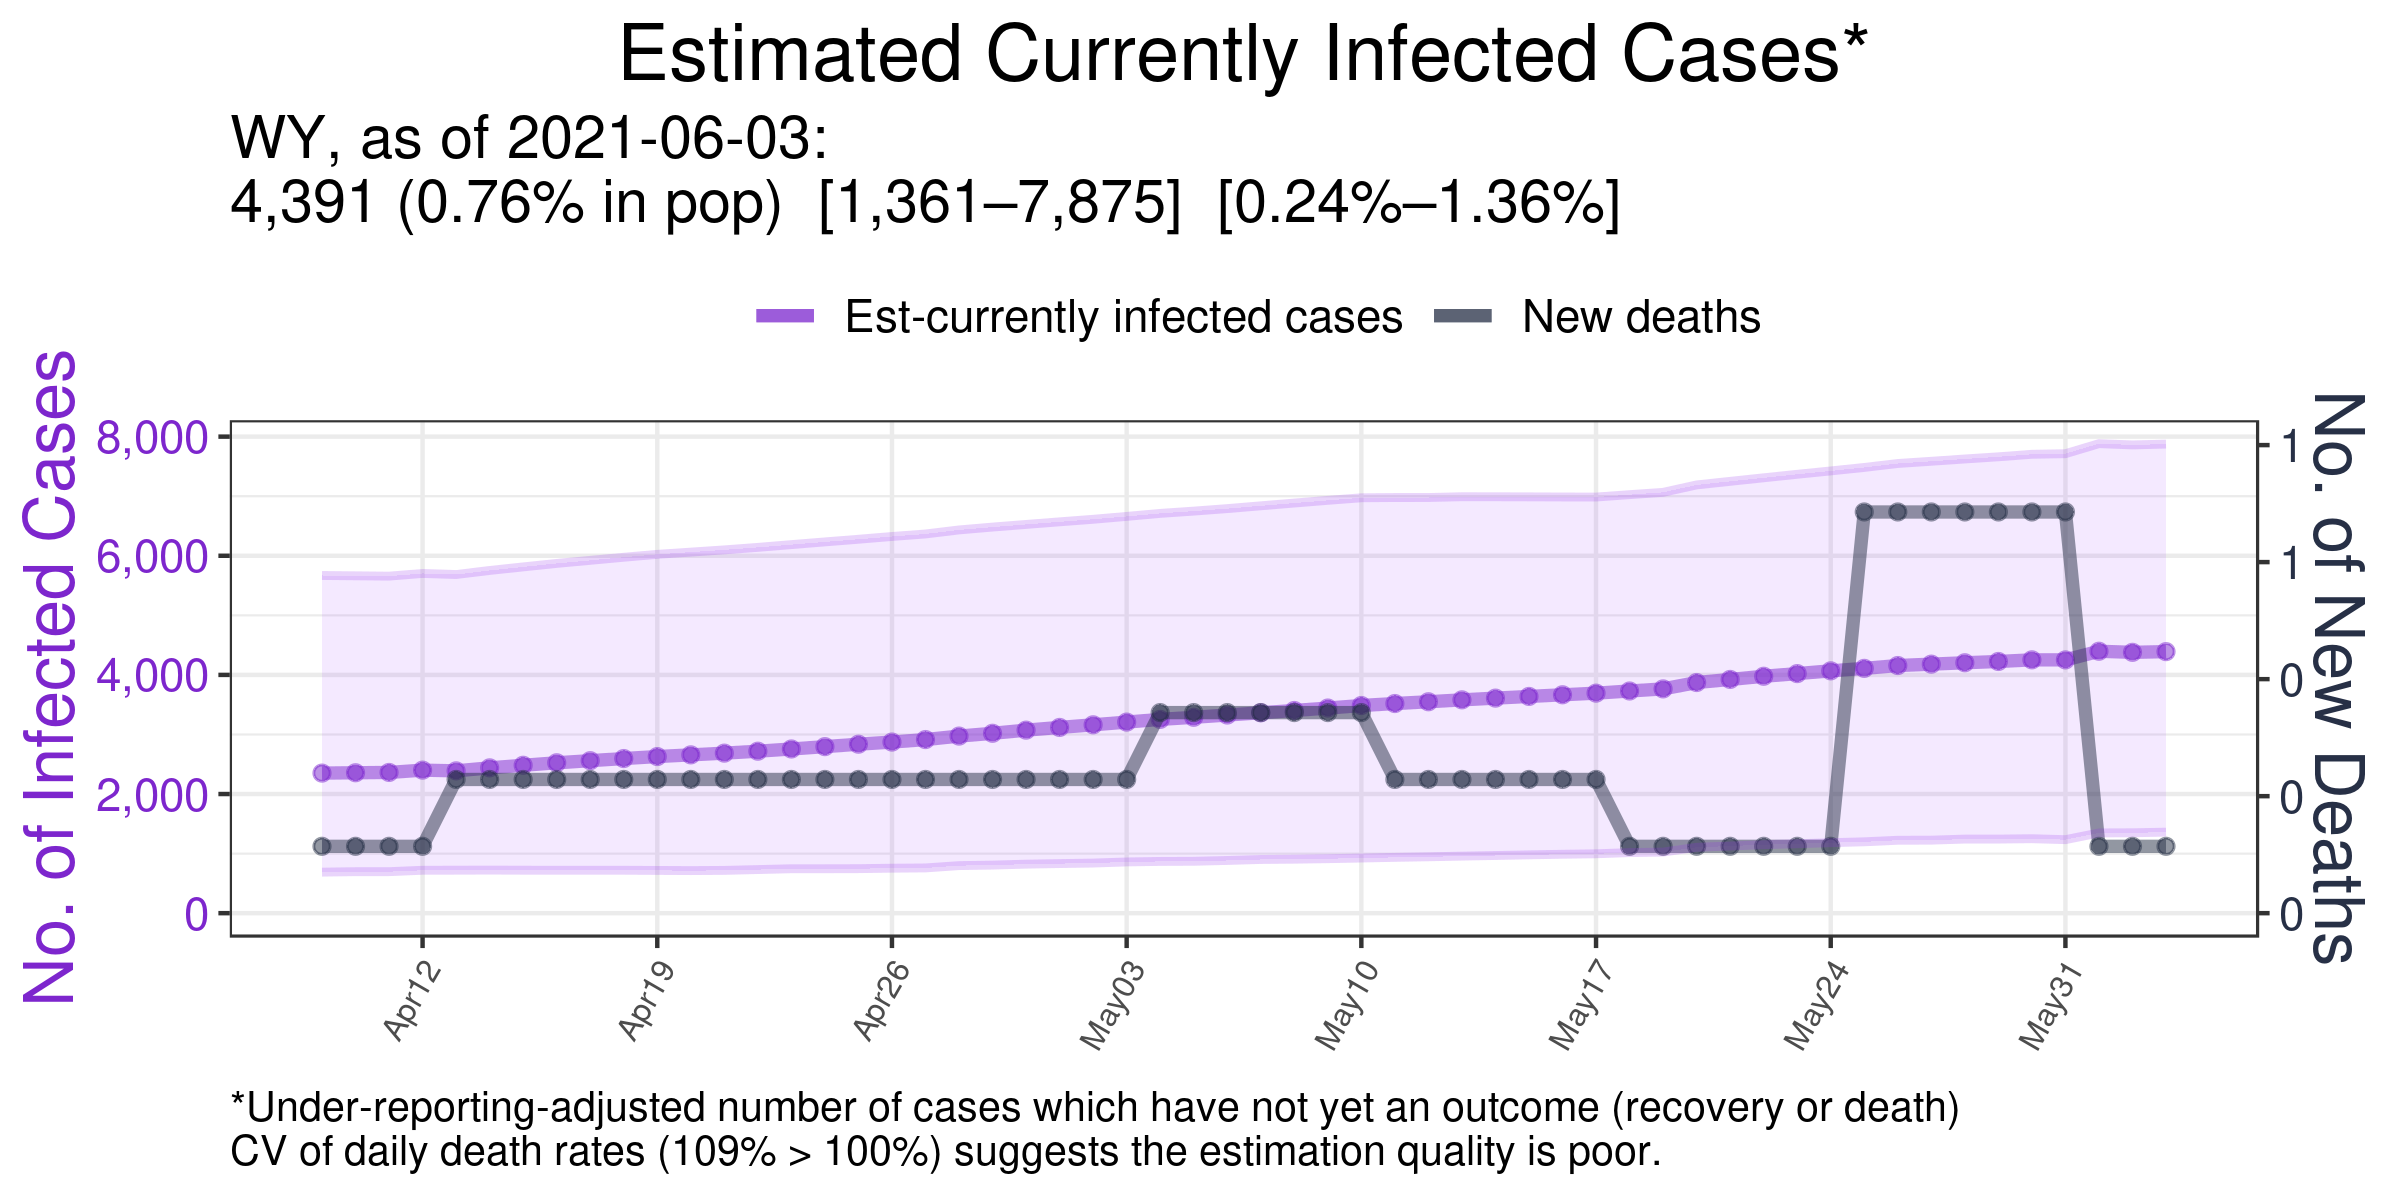 Estimated Currently Infected Cases*
WY, as of 2021-06-03:
4,391 (0.76% in pop)  [1,361–7,875]  [0.24%–1.36%]
Est-currently infected cases
New deaths
No. of Infected Cases
8,000
6,000
4,000
2,000
0
1
1
0
0
0
No. of New Deaths
Apr12
Apr19
Apr26
May03
May10
May17
May24
May31
*Under-reporting-adjusted number of cases which have not yet an outcome (recovery or death)
CV of daily death rates (109% > 100%) suggests the estimation quality is poor.